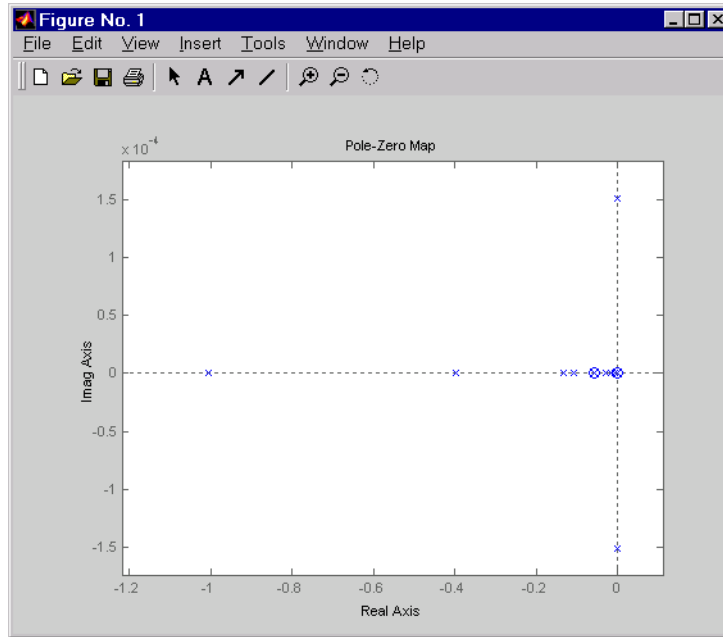 Figure No. 1
File Edit View Insert Tools Window Help
A
x 10^-4
Pole-Zero Map
1.5
1
0.5
0
-0.5
-1
-1.5
Imag Axis
-1.2 -1 -0.8 -0.6 -0.4 -0.2 0
Real Axis